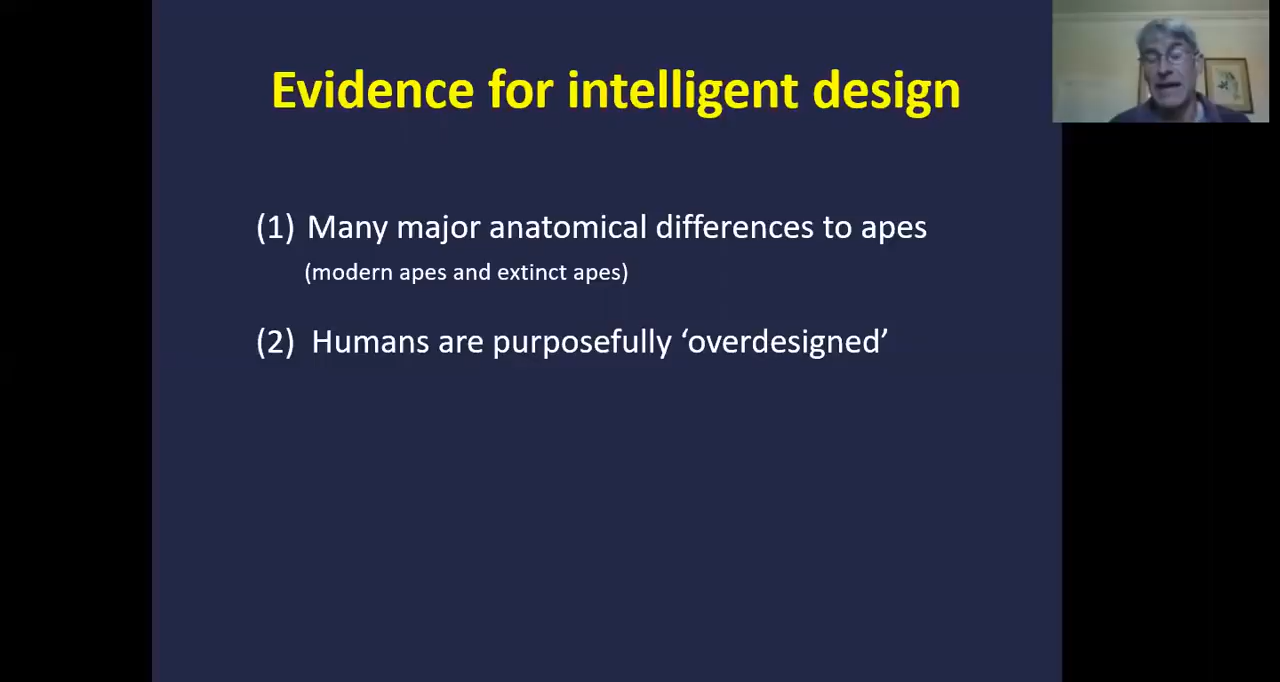 Evidence for intelligent design
(1) Many major anatomical differences to apes
(modern apes and extinct apes)
(2) Humans are purposefully ‘overdesigned’